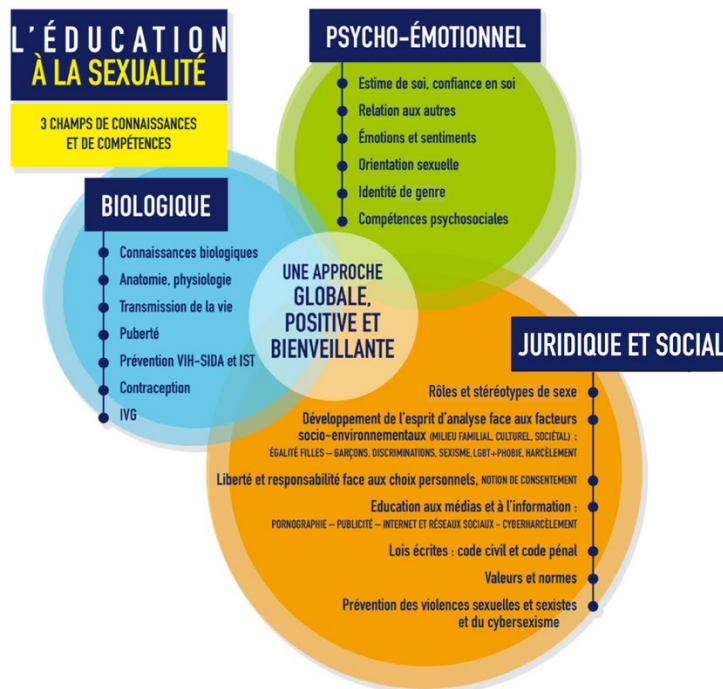 L'ÉDUCATION
À LA SEXUALITÉ
3 CHAMPS DE CONNAISSANCES
ET DE COMPÉTENCES
PSYCHO-ÉMOTIONNEL
Estime de soi, confiance en soi
Relation aux autres
Émotions et sentiments
Orientation sexuelle
Identité de genre
Compétences psychosociales
BIOLOGIQUE
Connaissances biologiques
Anatomie, physiologie
Transmission de la vie
Puberté
Prévention VIH-SIDA et IST
Contraception
IVG
UNE APPROCHE
GLOBALE,
POSITIVE ET
BIENVEILLANTE
JURIDIQUE ET SOCIAL
Rôles et stéréotypes de sexe
Développement de l'esprit d'analyse face aux facteurs
socio-environnementaux (MILIEU FAMILIAL, CULTUREL, SOCIÉTAL) :
ÉGALITÉ FILLES – GARÇONS, DISCRIMINATIONS, SEXISME, LGBT+PHOBIE, HARCÈLEMENT
Liberté et responsabilité face aux choix personnels, NOTION DE CONSENTEMENT
Education aux médias et à l'information :
PORNOGRAPHIE – PUBLICITÉ – INTERNET ET RÉSEAUX SOCIAUX - CYBERHARCÈLEMENT
Lois écrites : code civil et code pénal
Valeurs et normes
Prévention des violences sexuelles et sexistes
et du cybersexisme